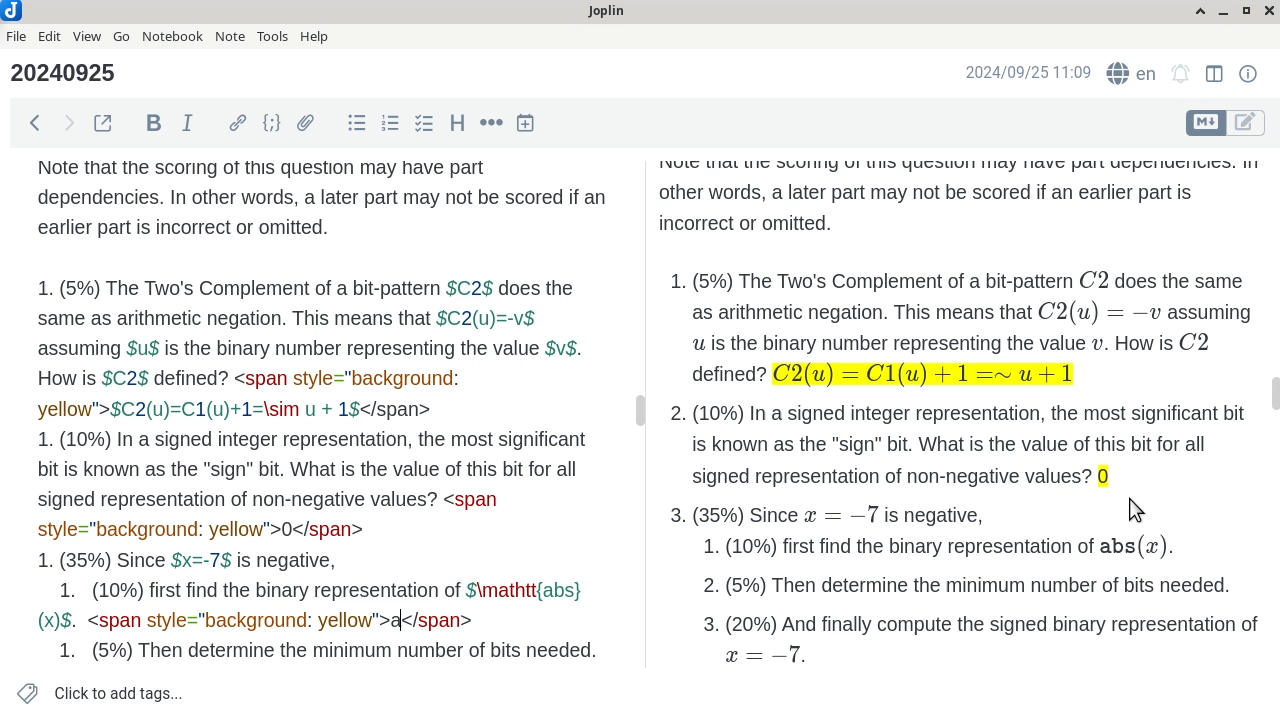 Joplin
File Edit View Go Notebook Note Tools Help
20240925
2024/09/25 11:09 en
B I {;} H M↓
Note that the scoring of this question may have part
dependencies. In other words, a later part may not be scored if an
earlier part is incorrect or omitted.
1. (5%) The Two's Complement of a bit-pattern $C2$ does the
same as arithmetic negation. This means that $C2(u)=-v$
assuming $u$ is the binary number representing the value $v$.
How is $C2$ defined? <span style="background:
yellow">$C2(u)=C1(u)+1=\sim u + 1$</span>
1. (10%) In a signed integer representation, the most significant
bit is known as the "sign" bit. What is the value of this bit for all
signed representation of non-negative values? <span
style="background: yellow">0</span>
1. (35%) Since $x=-7$ is negative,
1. (10%) first find the binary representation of $\mathtt{abs}
(x)$. <span style="background: yellow">a</span>
1. (5%) Then determine the minimum number of bits needed.
Note that the scoring of this question may have part dependencies. In
other words, a later part may not be scored if an earlier part is
incorrect or omitted.
1. (5%) The Two's Complement of a bit-pattern C2 does the same
as arithmetic negation. This means that C2(u) = −v assuming
u is the binary number representing the value v. How is C2
defined? C2(u) = C1(u) + 1 =∼ u + 1
2. (10%) In a signed integer representation, the most significant bit
is known as the "sign" bit. What is the value of this bit for all
signed representation of non-negative values? 0
3. (35%) Since x = −7 is negative,
1. (10%) first find the binary representation of abs(x).
2. (5%) Then determine the minimum number of bits needed.
3. (20%) And finally compute the signed binary representation of
x = −7.
Click to add tags...